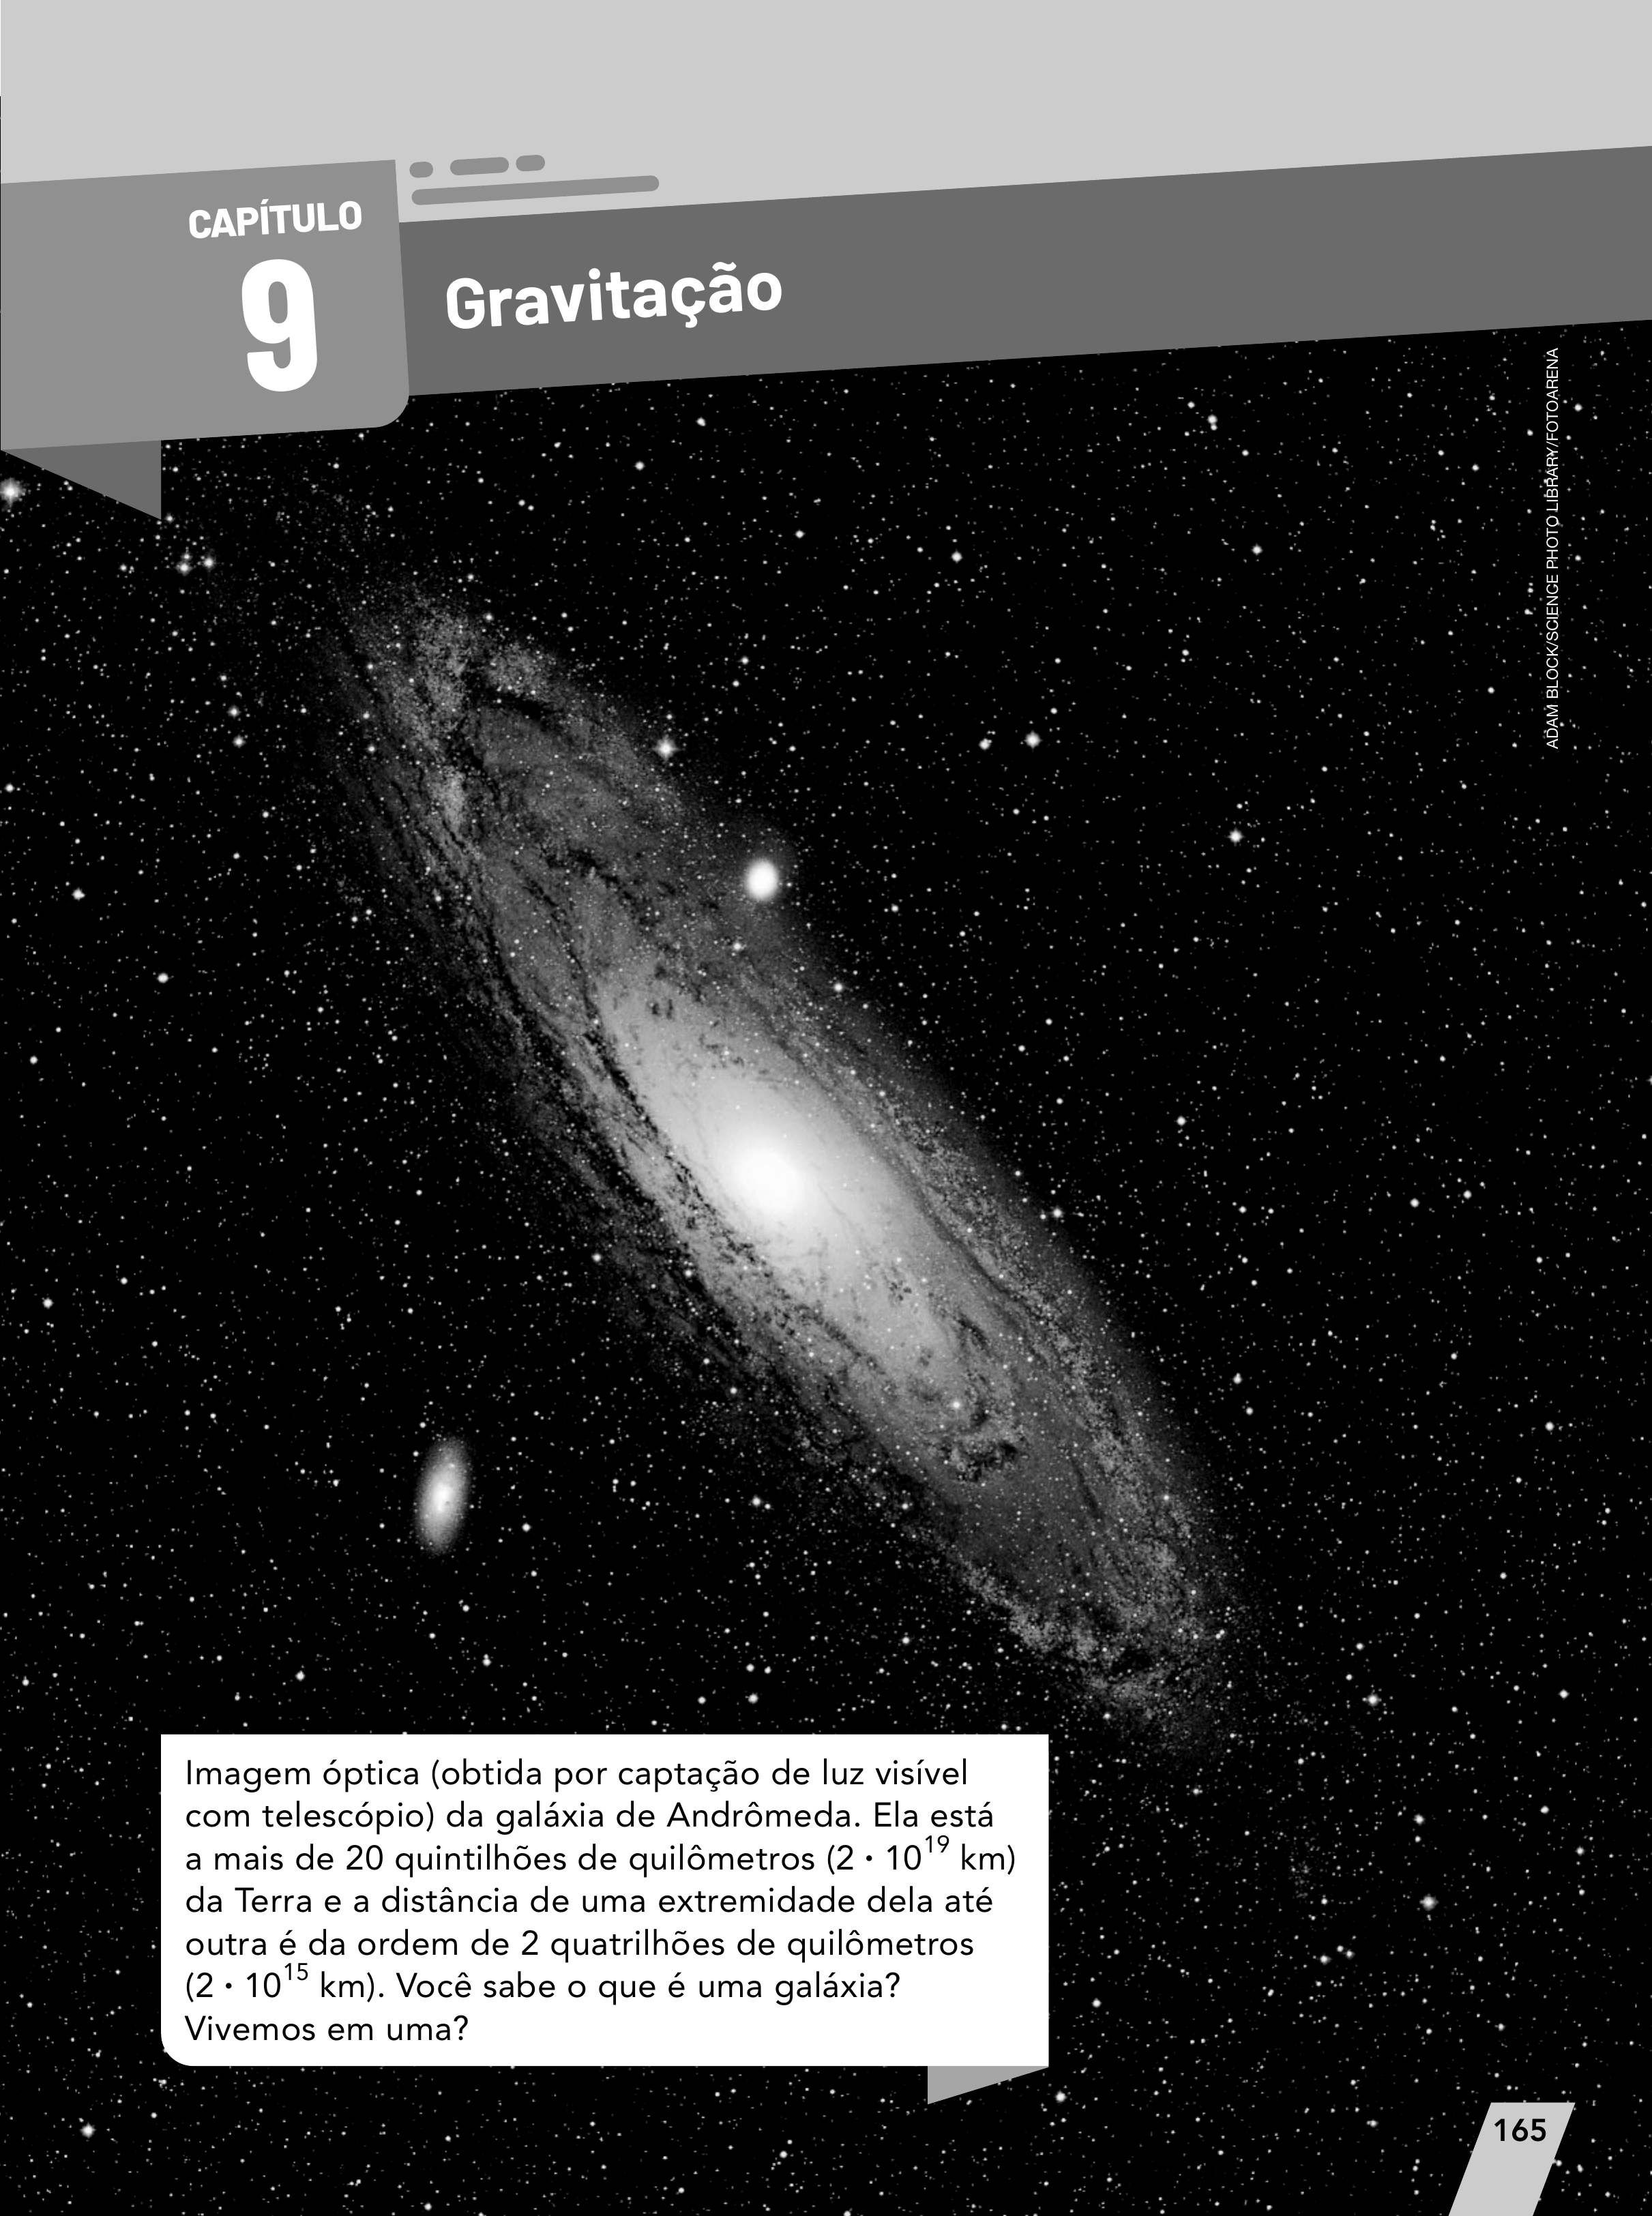 CAPÍTULO
9
Gravitação
ADAM BLOCK/SCIENCE PHOTO LIBRARY/FOTOARENA
Imagem óptica (obtida por captação de luz visível
com telescópio) da galáxia de Andrômeda. Ela está
a mais de 20 quintilhões de quilômetros (2 · 10¹⁹ km)
da Terra e a distância de uma extremidade dela até
outra é da ordem de 2 quatrilhões de quilômetros
(2 · 10¹⁵ km). Você sabe o que é uma galáxia?
Vivemos em uma?
165